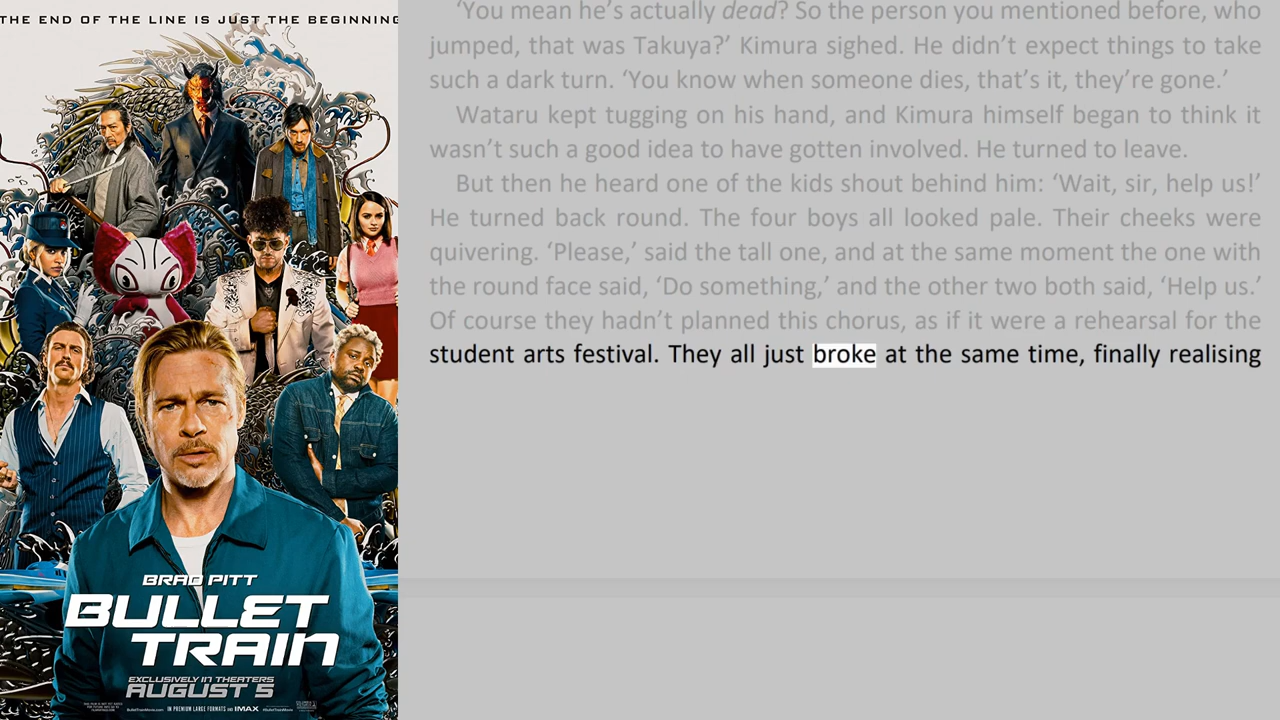 THE END OF THE LINE IS JUST THE BEGINNING
BRAD PITT
BULLET
TRAIN
EXCLUSIVELY IN THEATERS
AUGUST 5
BulletTrainMovie.com
IN PREMIUM LARGE FORMATS AND IMAX
#BulletTrainMovie
‘You mean he’s actually dead? So the person you mentioned before, who
jumped, that was Takuya?’ Kimura sighed. He didn’t expect things to take
such a dark turn. ‘You know when someone dies, that’s it, they’re gone.’
Wataru kept tugging on his hand, and Kimura himself began to think it
wasn’t such a good idea to have gotten involved. He turned to leave.
But then he heard one of the kids shout behind him: ‘Wait, sir, help us!’
He turned back round. The four boys all looked pale. Their cheeks were
quivering. ‘Please,’ said the tall one, and at the same moment the one with
the round face said, ‘Do something,’ and the other two both said, ‘Help us.’
Of course they hadn’t planned this chorus, as if it were a rehearsal for the
student arts festival. They all just broke at the same time, finally realising